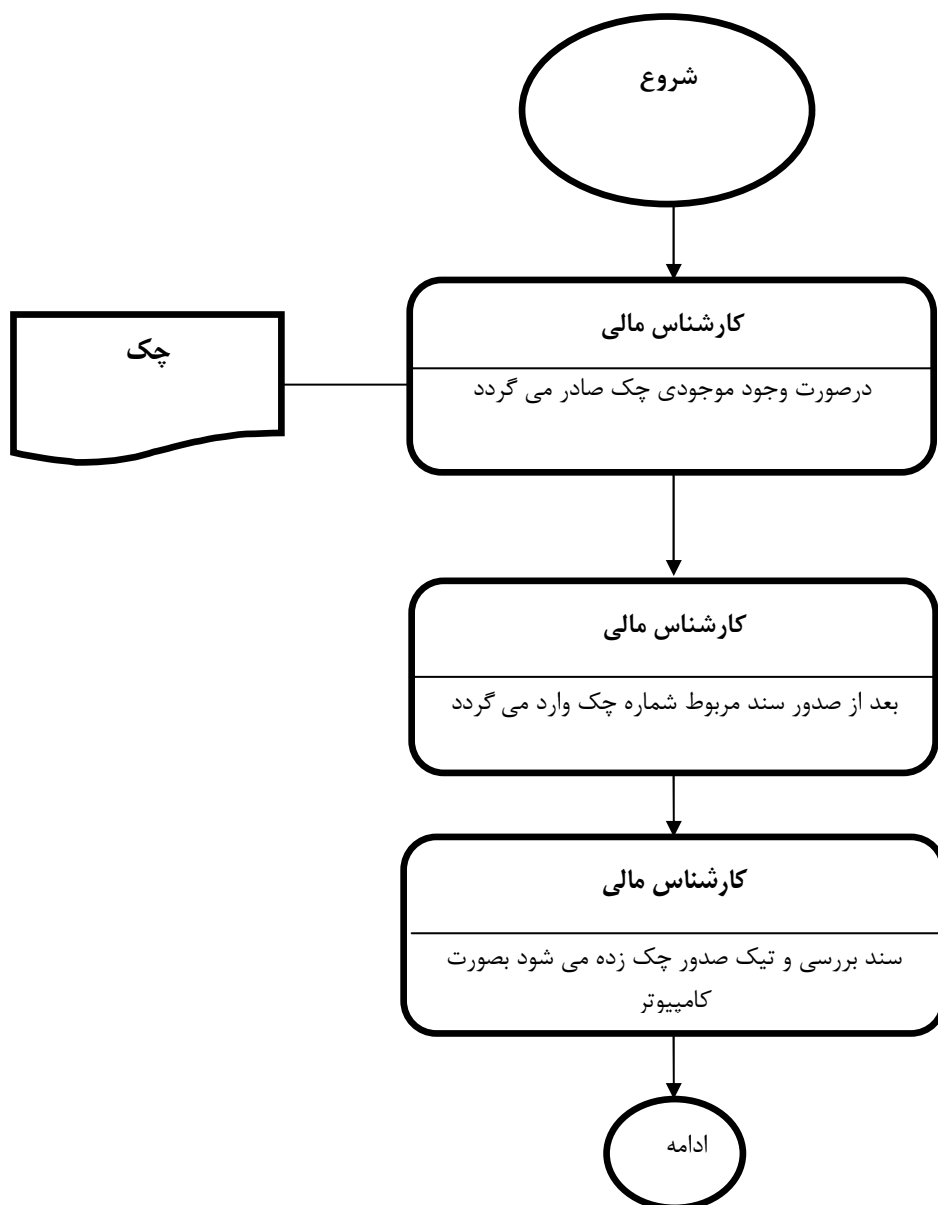 شروع
کارشناس مالی
چک
درصورت وجود موجودی چک صادر می گردد
کارشناس مالی
بعد از صدور سند مربوط شماره چک وارد می گردد
کارشناس مالی
سند بررسی و تیک صدور چک زده می شود بصورت
کامپیوتر
ادامه